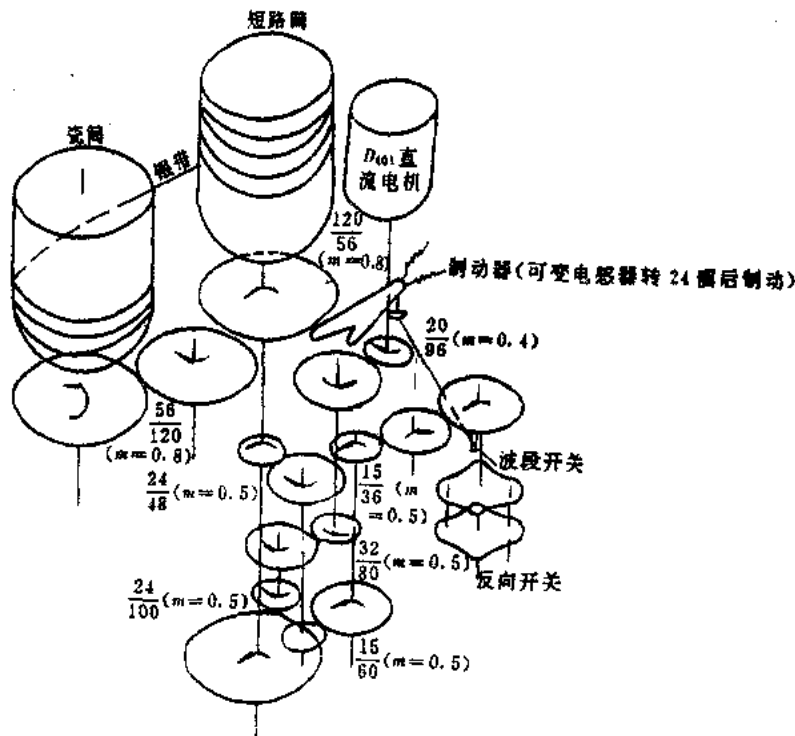 短路筒
瓷筒
银带
D401直
流电机
120/56
(m=0.8)
制动器(可变电感器转24圈后制动)
20/96(m=0.4)
56/120
(m=0.8)
24/48(m=0.5)
15/36(m
=0.5)
波段开关
32/80(m=0.5)
反向开关
24/100(m=0.5)
15/60(m=0.5)